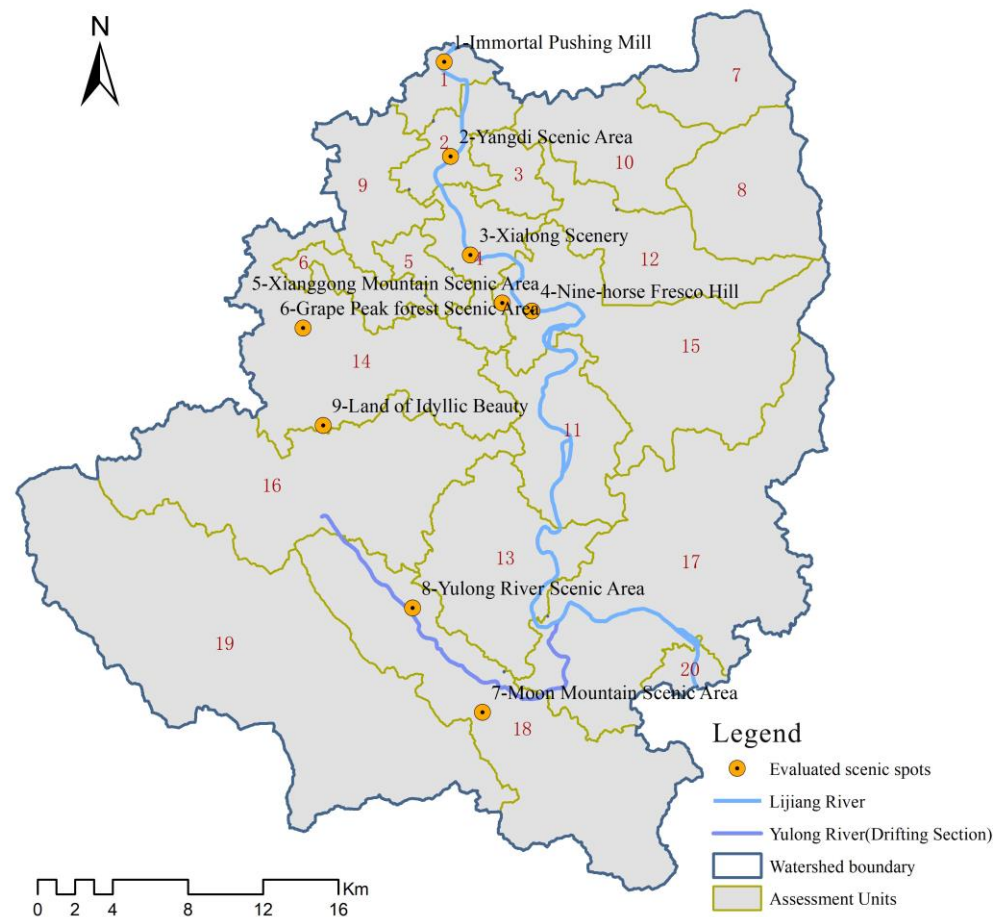 N
1-Immortal Pushing Mill
7
1
2
2-Yangdi Scenic Area
10
3
9
8
3-Xialong Scenery
4
12
6
5
5-Xianggong Mountain Scenic Area
4-Nine-horse Fresco Hill
6-Grape Peak forest Scenic Area
15
14
9-Land of Idyllic Beauty
11
16
13
17
8-Yulong River Scenic Area
19
20
7-Moon Mountain Scenic Area
18
Legend
Evaluated scenic spots
Lijiang River
Yulong River(Drifting Section)
Watershed boundary
Assessment Units
Km
0 2 4 8 12 16